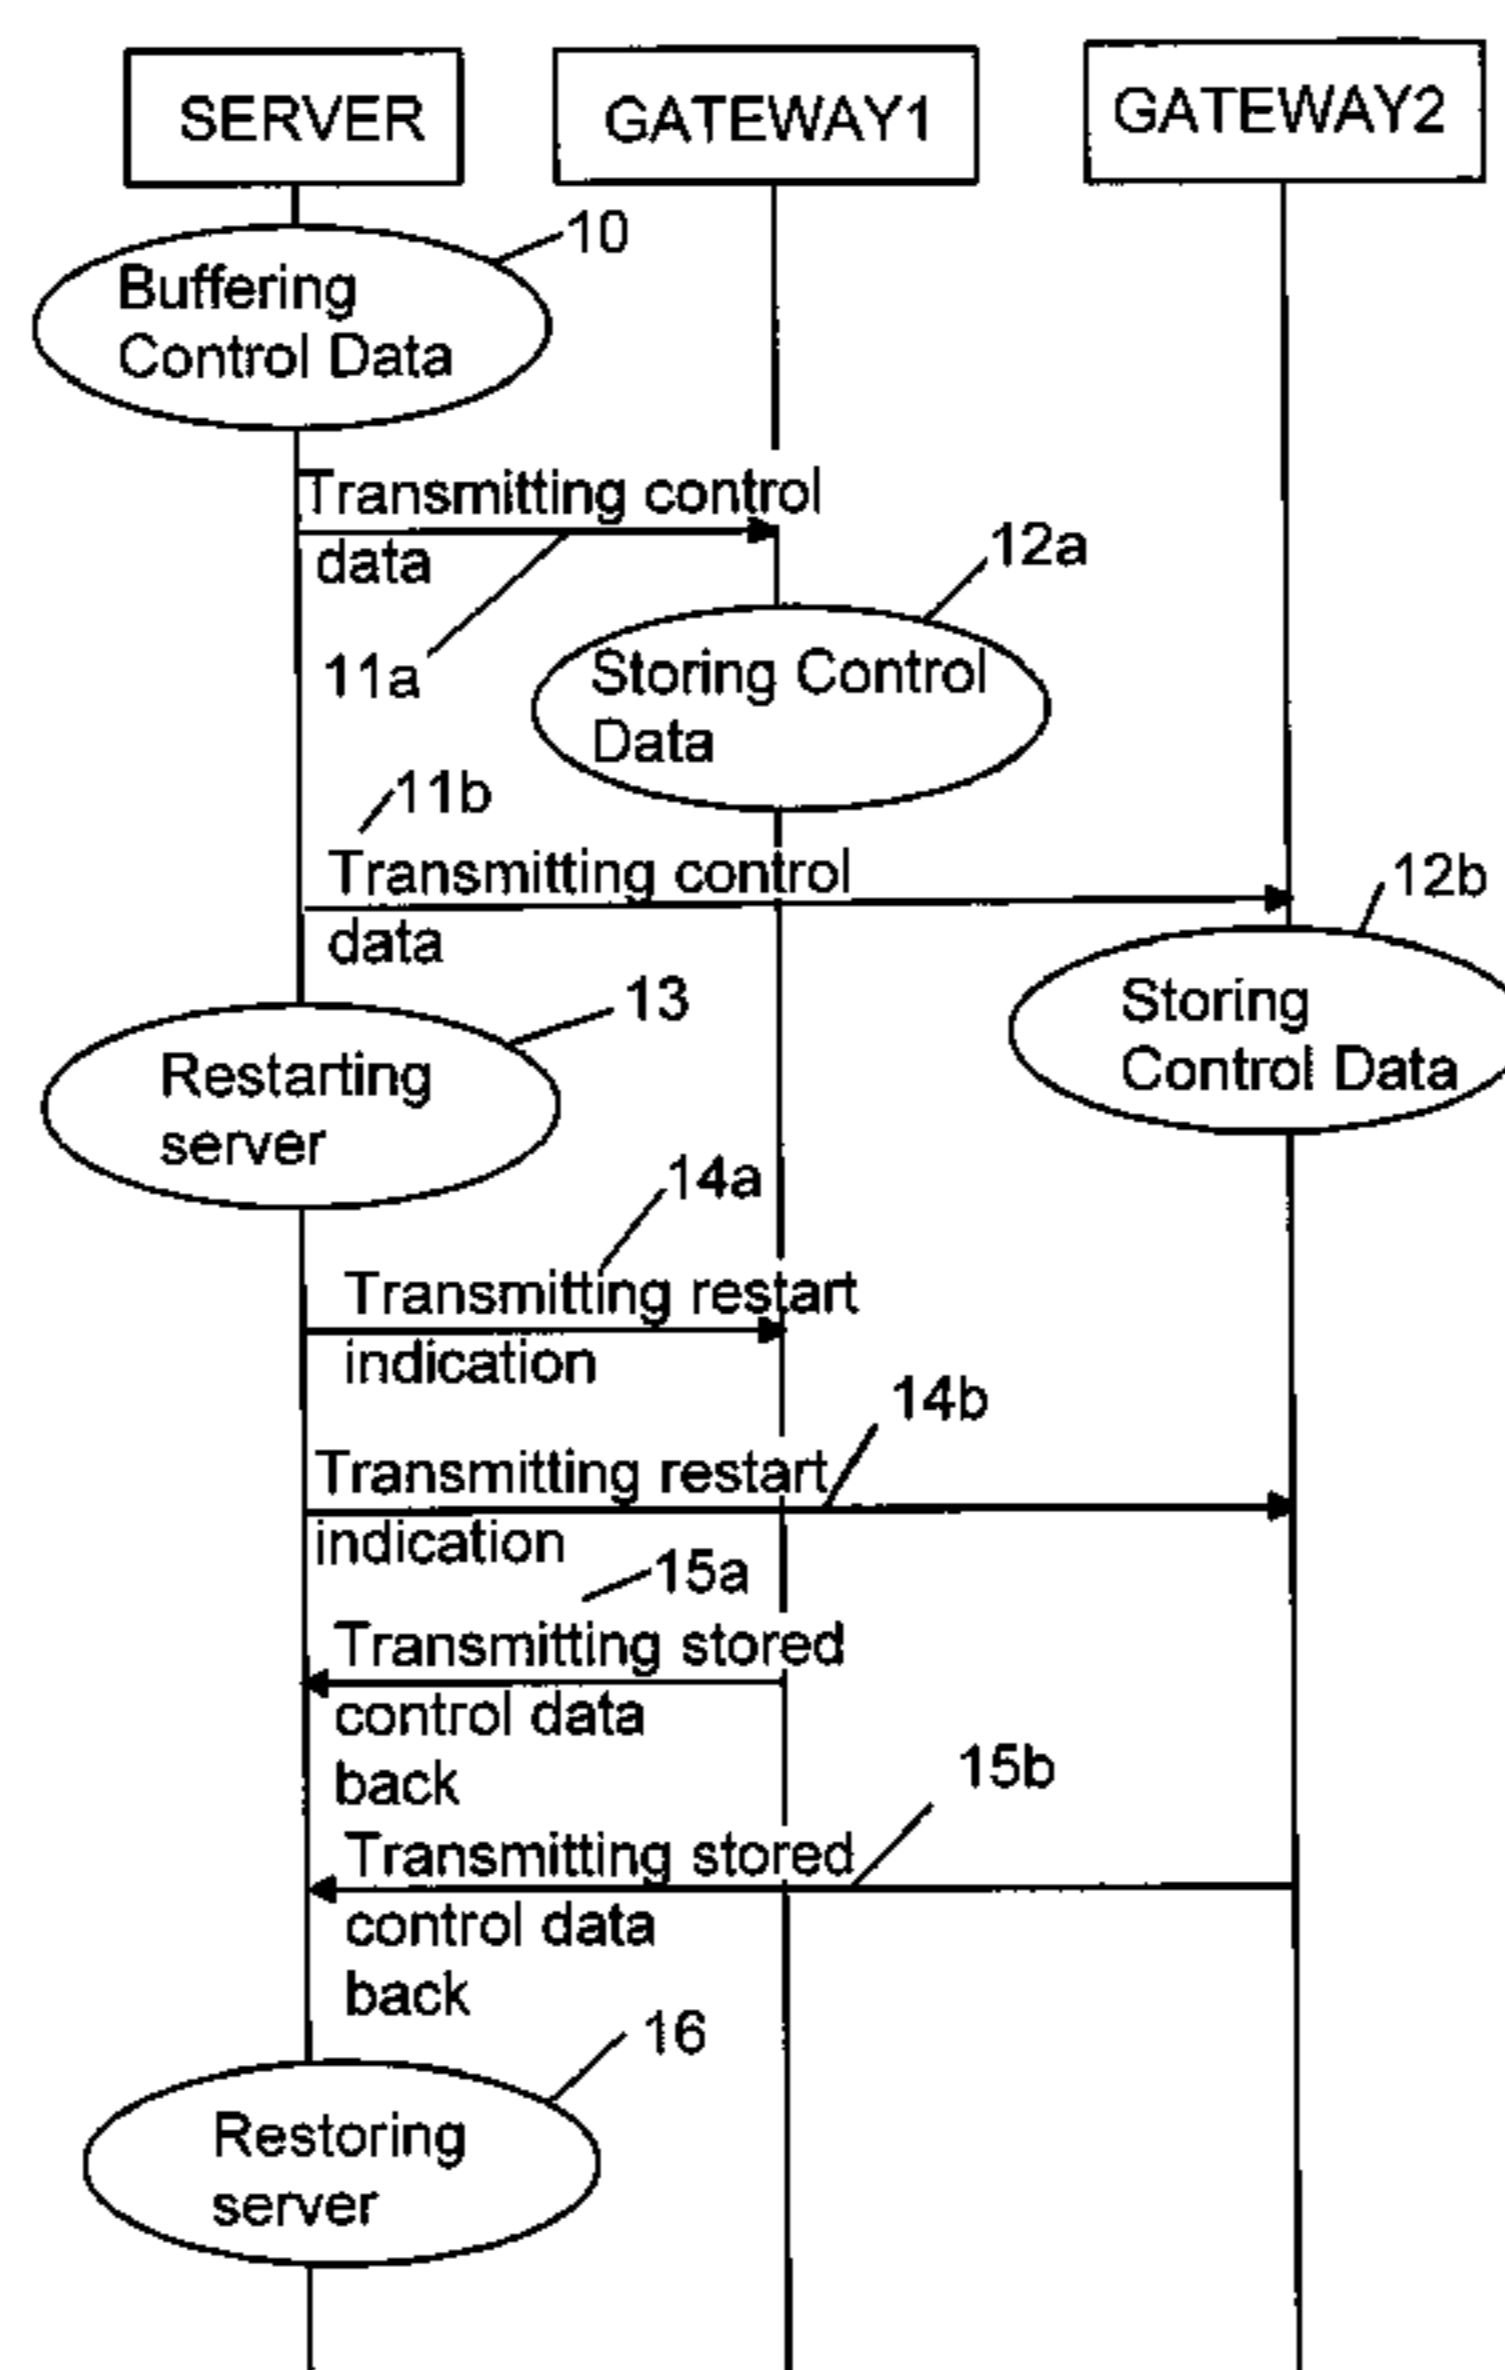 SERVER
GATEWAY1
GATEWAY2
10
Buffering
Control Data
Transmitting control
data
11a
12a
Storing Control
Data
11b
Transmitting control
data
12b
Storing
Control Data
13
Restarting
server
14a
Transmitting restart
indication
14b
Transmitting restart
indication
15a
Transmitting stored
control data
back
15b
Transmitting stored
control data
back
16
Restoring
server